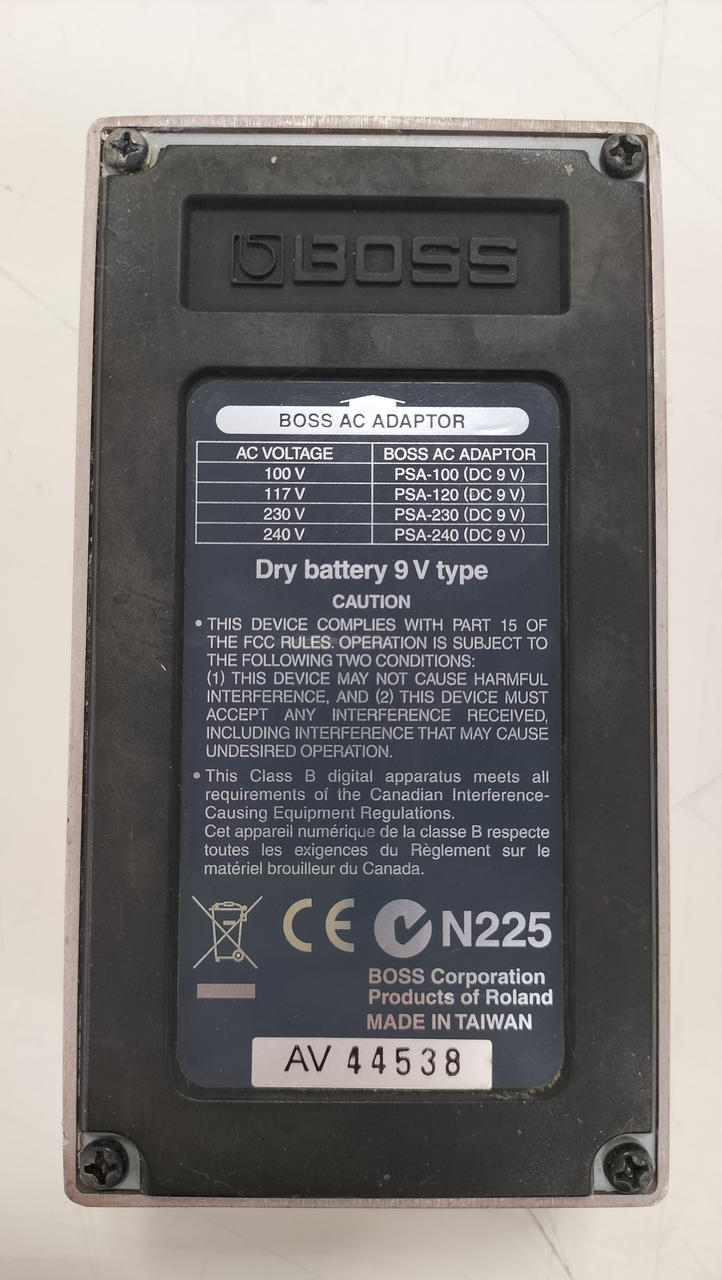 BOSS
BOSS AC ADAPTOR
AC VOLTAGE BOSS AC ADAPTOR
100 V PSA-100 (DC 9 V)
117 V PSA-120 (DC 9 V)
230 V PSA-230 (DC 9 V)
240 V PSA-240 (DC 9 V)
Dry battery 9 V type
CAUTION
• THIS DEVICE COMPLIES WITH PART 15 OF
THE FCC RULES. OPERATION IS SUBJECT TO
THE FOLLOWING TWO CONDITIONS:
(1) THIS DEVICE MAY NOT CAUSE HARMFUL
INTERFERENCE, AND (2) THIS DEVICE MUST
ACCEPT ANY INTERFERENCE RECEIVED,
INCLUDING INTERFERENCE THAT MAY CAUSE
UNDESIRED OPERATION.
• This Class B digital apparatus meets all
requirements of the Canadian Interference-
Causing Equipment Regulations.
Cet appareil numérique de la classe B respecte
toutes les exigences du Règlement sur le
matériel brouilleur du Canada.
CE N225
BOSS Corporation
Products of Roland
MADE IN TAIWAN
AV 44538